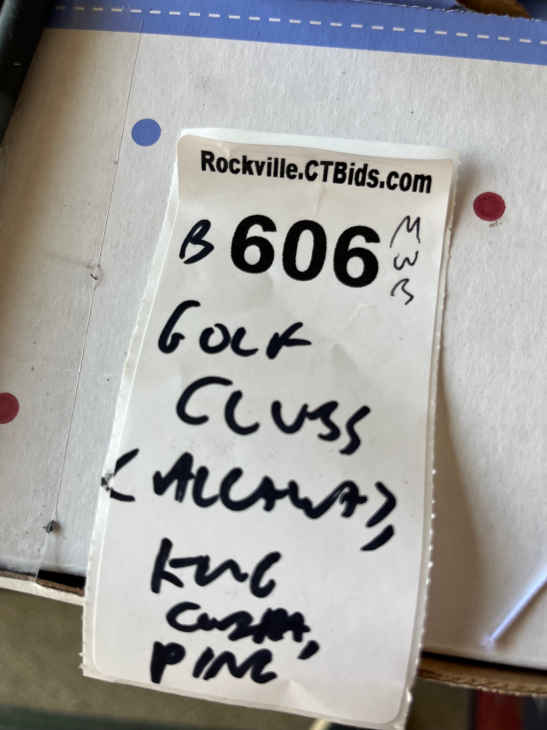 Rockville.CTBids.com
B 606 MWB
GOLF
CLUBS
CALLAWAY,
KING
COBRA,
PING